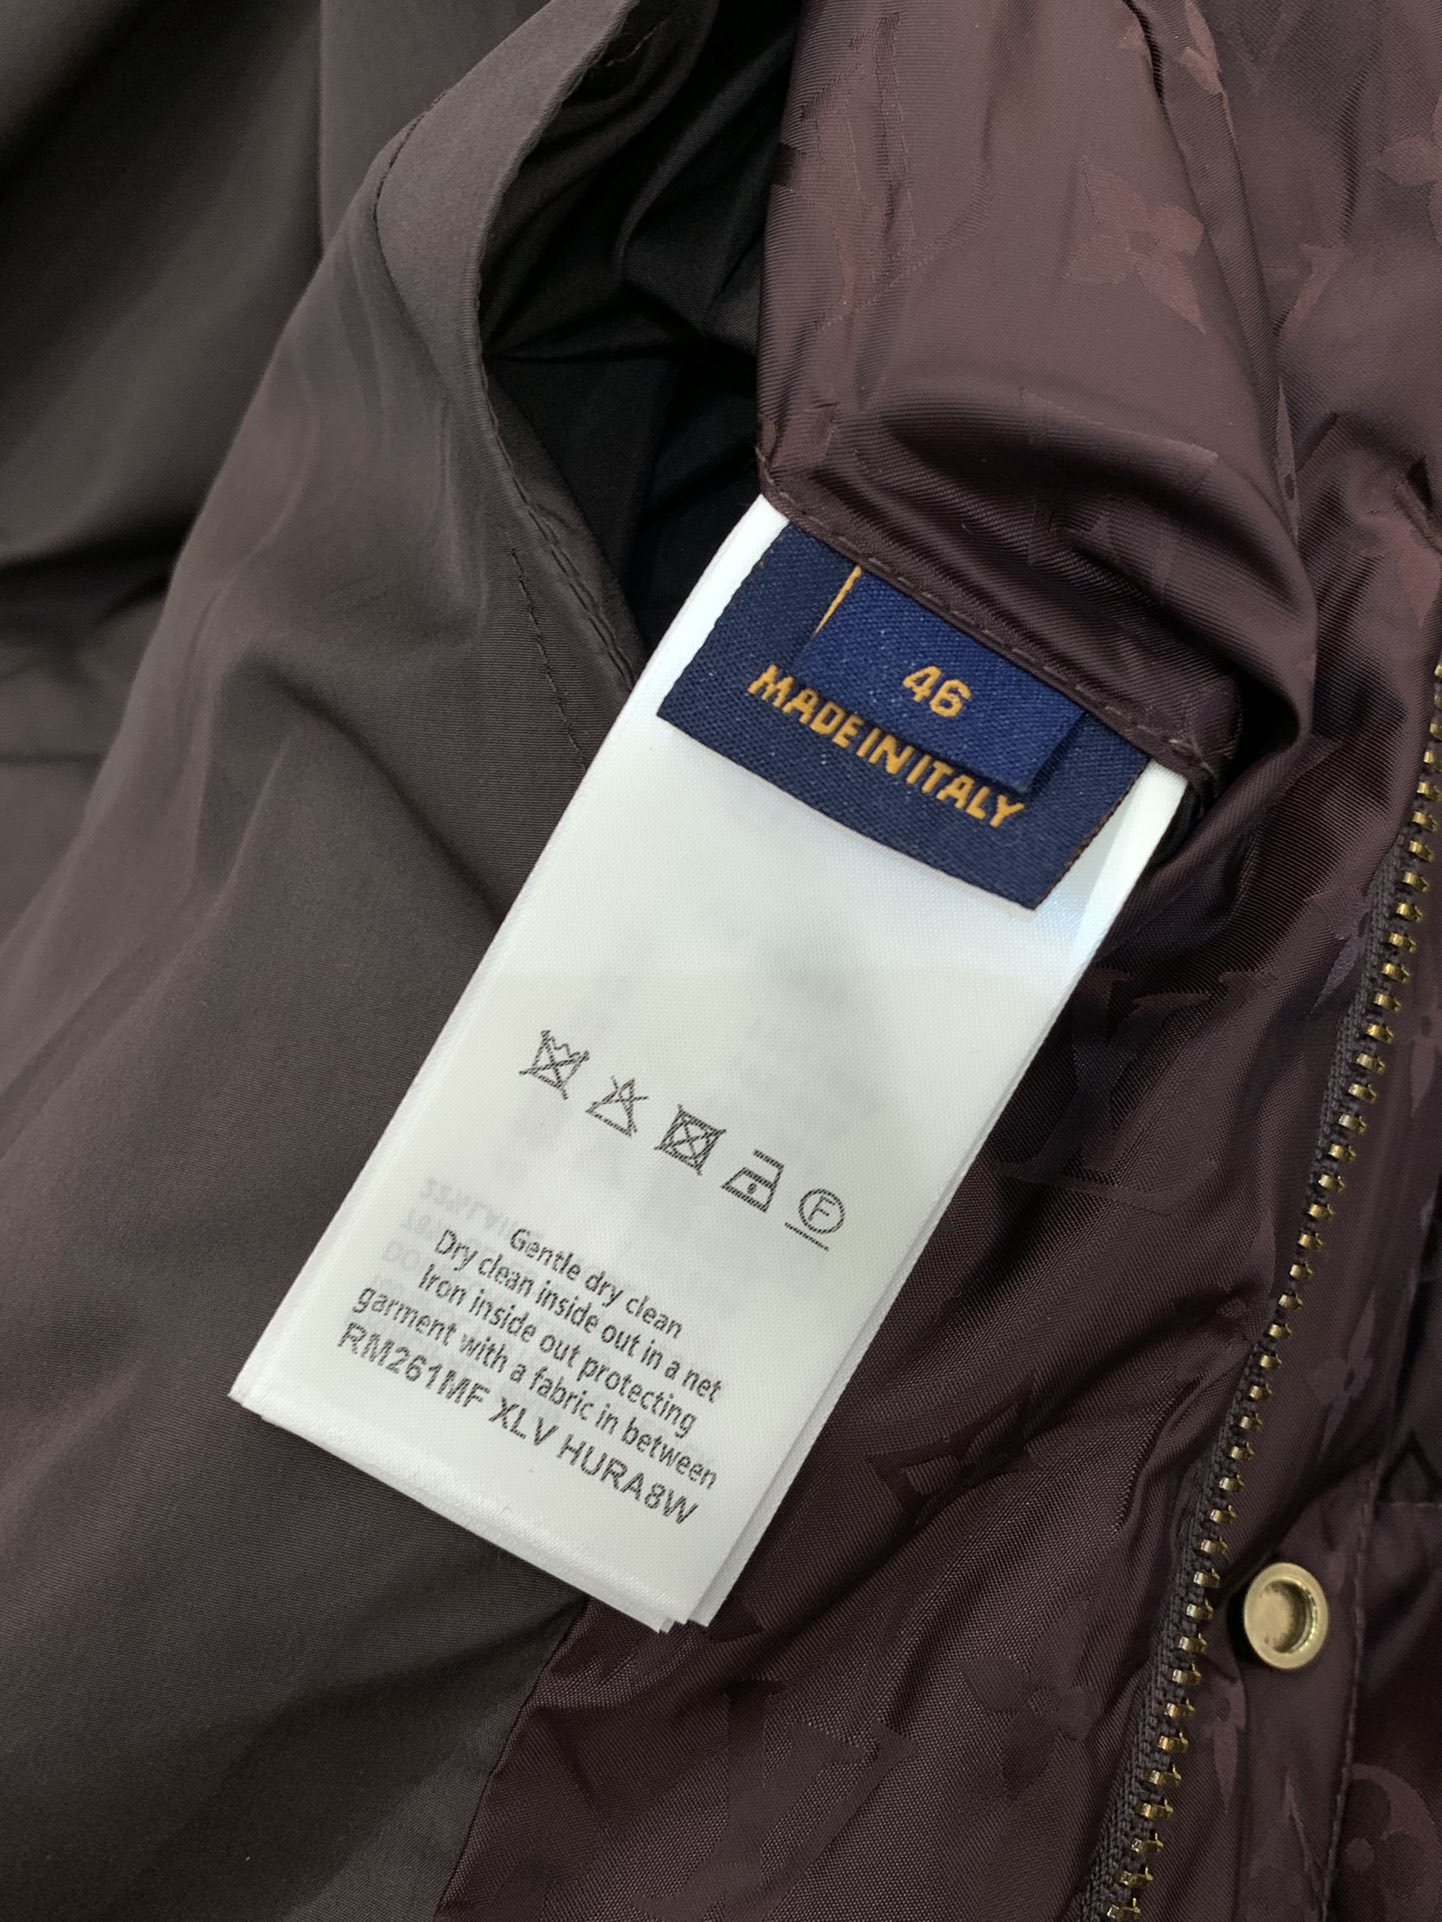 46
MADE IN ITALY
F
Gentle dry clean
Dry clean inside out in a net
Iron inside out protecting
garment with a fabric in between
RM261MF XLV HURA8W